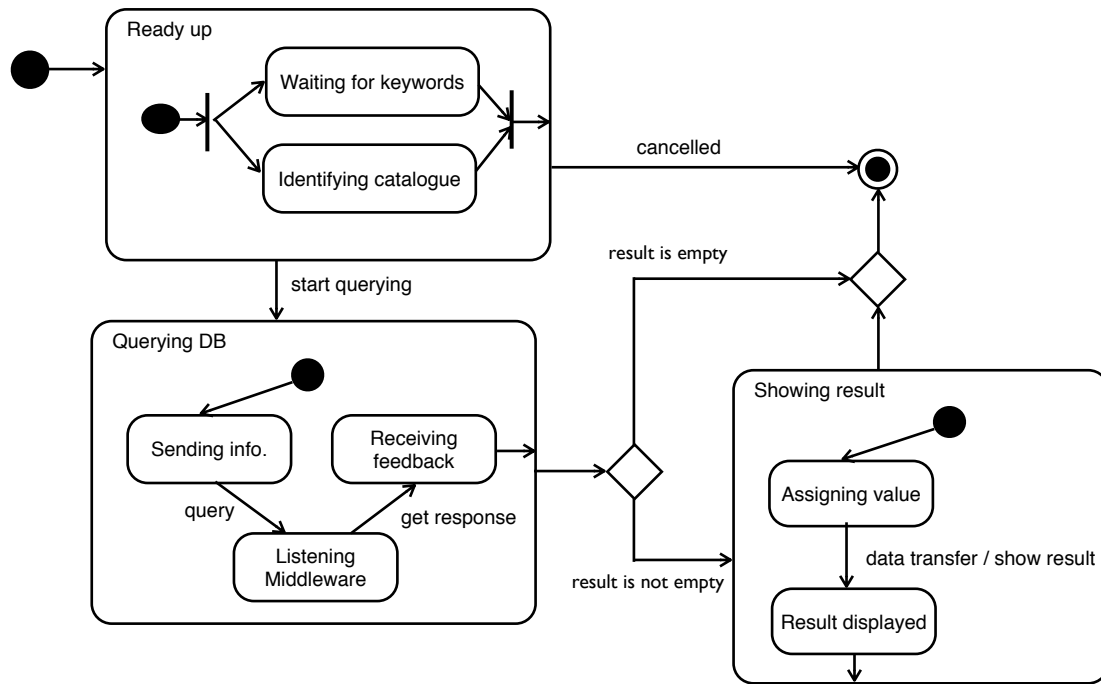 Ready up
Waiting for keywords
Identifying catalogue
cancelled
result is empty
start querying
Querying DB
Showing result
Sending info.
Receiving
feedback
query
get response
Assigning value
Listening
Middleware
data transfer / show result
result is not empty
Result displayed